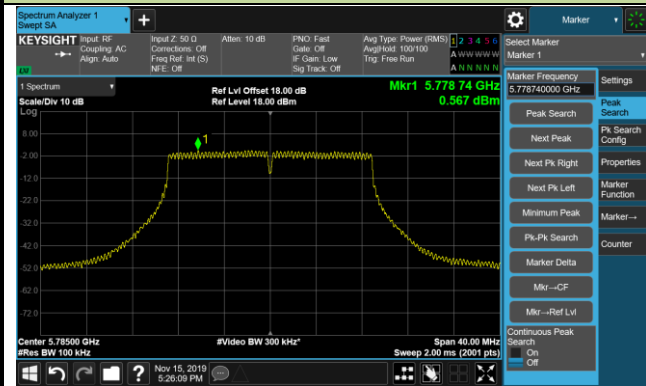 Spectrum Analyzer 1
Swept SA
KEYSIGHT
Input: RF
Coupling: AC
Align: Auto
Input Z: 50 Ω
Corrections: Off
Freq Ref: Int (S)
NFE: Off
Atten: 10 dB
PNO: Fast
Gate: Off
IF Gain: Low
Sig Track: Off
Avg Type: Power (RMS)
Avg|Hold: 100/100
Trig: Free Run
1 2 3 4 5 6
A W W W W W
A N N N N N
1 Spectrum
Scale/Div 10 dB
Log
Ref Lvl Offset 18.00 dB
Ref Level 18.00 dBm
Mkr1 5.778 74 GHz
0.567 dBm
1
8.00
-2.00
-12.0
-22.0
-32.0
-42.0
-52.0
-62.0
-72.0
Center 5.78500 GHz
#Res BW 100 kHz
#Video BW 300 kHz*
Span 40.00 MHz
Sweep 2.00 ms (2001 pts)
Nov 15, 2019
5:26:09 PM
Marker
Select Marker
Marker 1
Marker Frequency
5.778740000 GHz
Peak Search
Next Peak
Next Pk Right
Next Pk Left
Minimum Peak
Pk-Pk Search
Marker Delta
Mkr→CF
Mkr→Ref Lvl
Continuous Peak
Search
On
Off
Settings
Peak
Search
Pk Search
Config
Properties
Marker
Function
Marker→
Counter